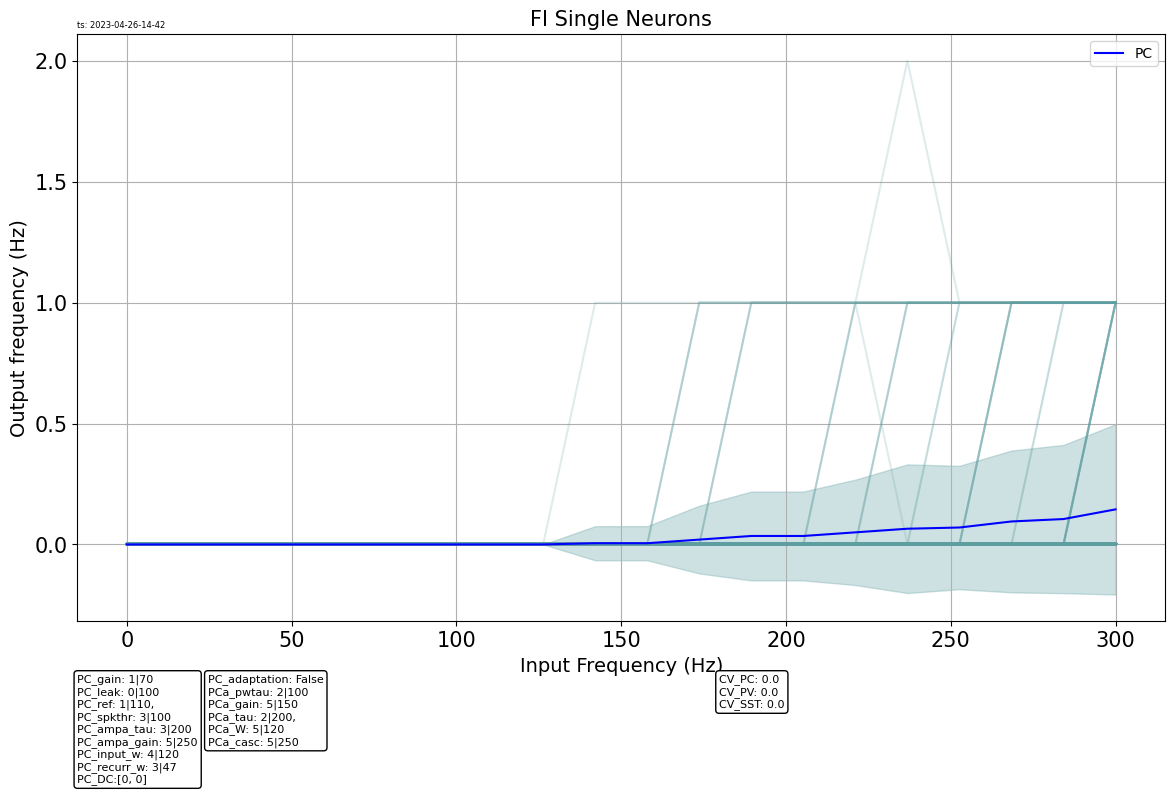 FI Single Neurons
ts: 2023-04-26-14-42
PC
2.0
1.5
1.0
0.5
0.0
Output frequency (Hz)
0 50 100 150 200 250 300
Input Frequency (Hz)
PC_gain: 1|70
PC_leak: 0|100
PC_ref: 1|110,
PC_spkthr: 3|100
PC_ampa_tau: 3|200
PC_ampa_gain: 5|250
PC_input_w: 4|120
PC_recurr_w: 3|47
PC_DC:[0, 0]
PC_adaptation: False
PCa_pwtau: 2|100
PCa_gain: 5|150
PCa_tau: 2|200,
PCa_W: 5|120
PCa_casc: 5|250
CV_PC: 0.0
CV_PV: 0.0
CV_SST: 0.0